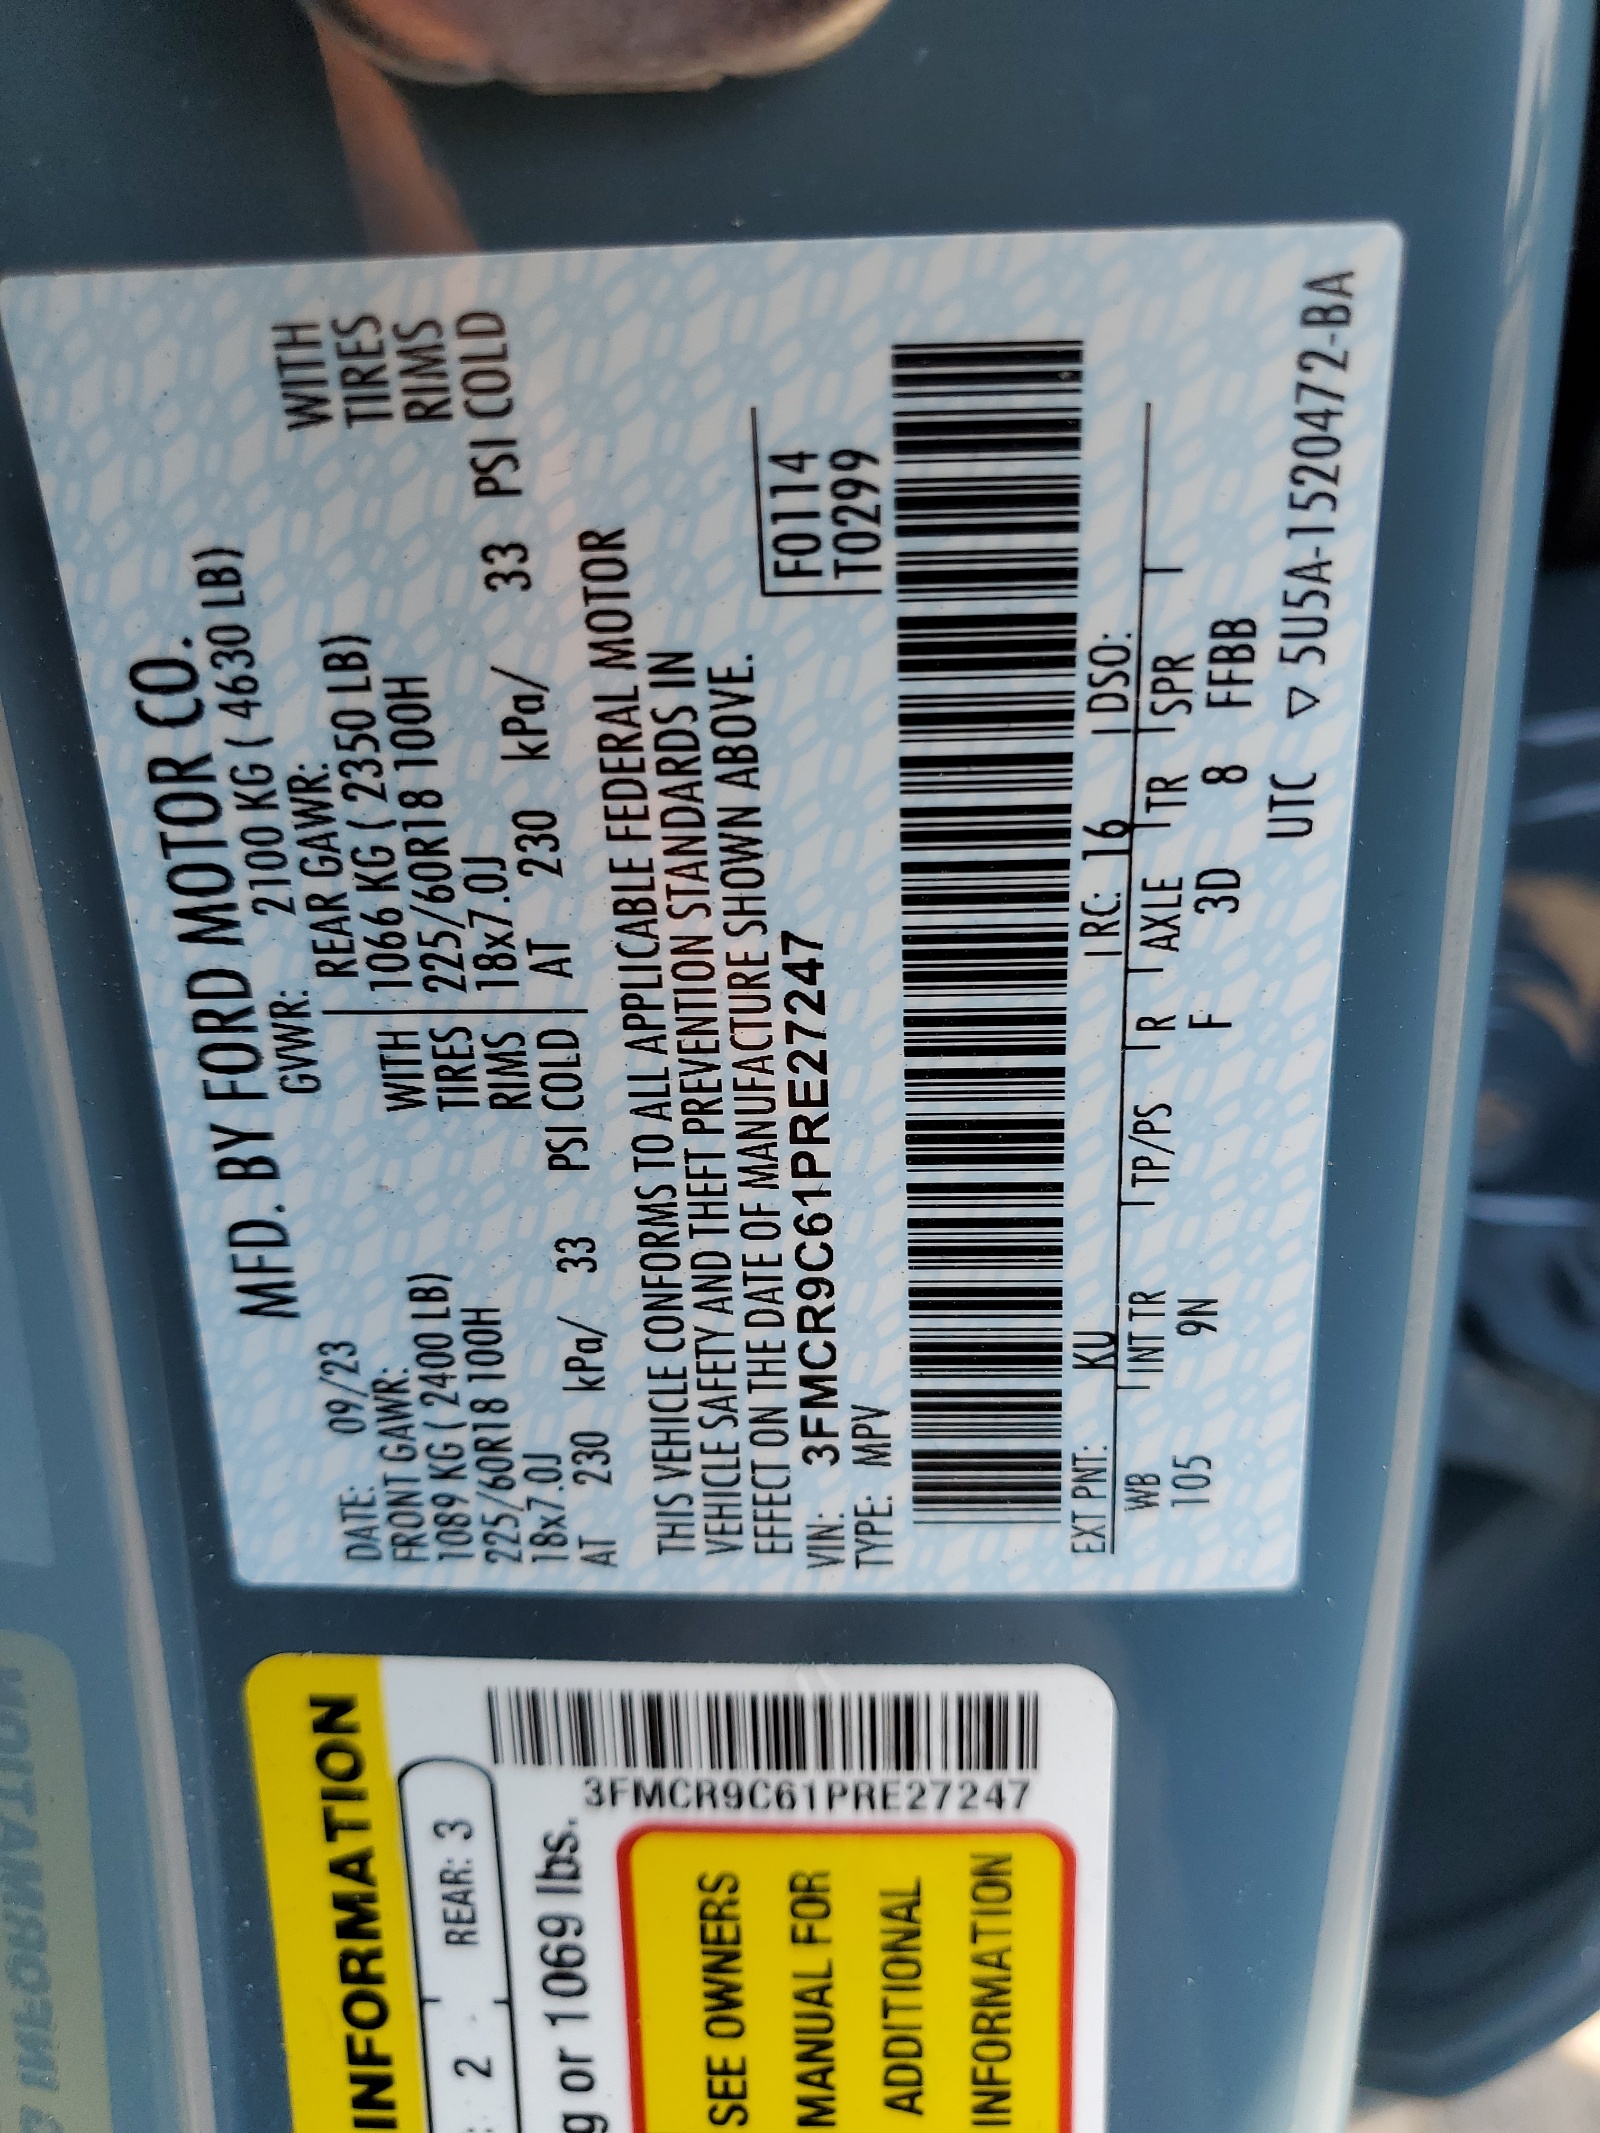 MFD. BY FORD MOTOR CO.
DATE: 09/23 GVWR: 2100 KG ( 4630 LB)
FRONT GAWR: REAR GAWR:
1089 KG ( 2400 LB) WITH 1066 KG ( 2350 LB) WITH
225/60R18 100H TIRES 225/60R18 100H TIRES
18x7.0J RIMS 18x7.0J RIMS
AT 230 kPa/ 33 PSI COLD AT 230 kPa/ 33 PSI COLD
THIS VEHICLE CONFORMS TO ALL APPLICABLE FEDERAL MOTOR
VEHICLE SAFETY AND THEFT PREVENTION STANDARDS IN
EFFECT ON THE DATE OF MANUFACTURE SHOWN ABOVE.
VIN: 3FMCR9C61PRE27247 F0114
TYPE: MPV T0299
EXT PNT: KU RC: 16 DSO:
WB INT TR TP/PS R AXLE TR SPR
105 9N F 3D 8 FFBB
UTC ▽ 5U5A-1520472-BA
INFORMATION
: 2 REAR: 3
g or 1069 lbs.
3FMCR9C61PRE27247
SEE OWNERS
MANUAL FOR
ADDITIONAL
INFORMATION
INFORMATION